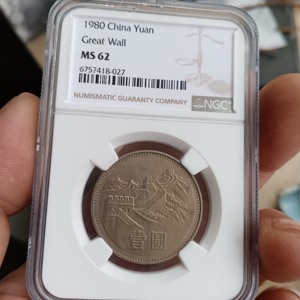 1980 China Yuan
Great Wall
MS 62
6757418-027
NUMISMATIC GUARANTY COMPANY
NGC
壹圆